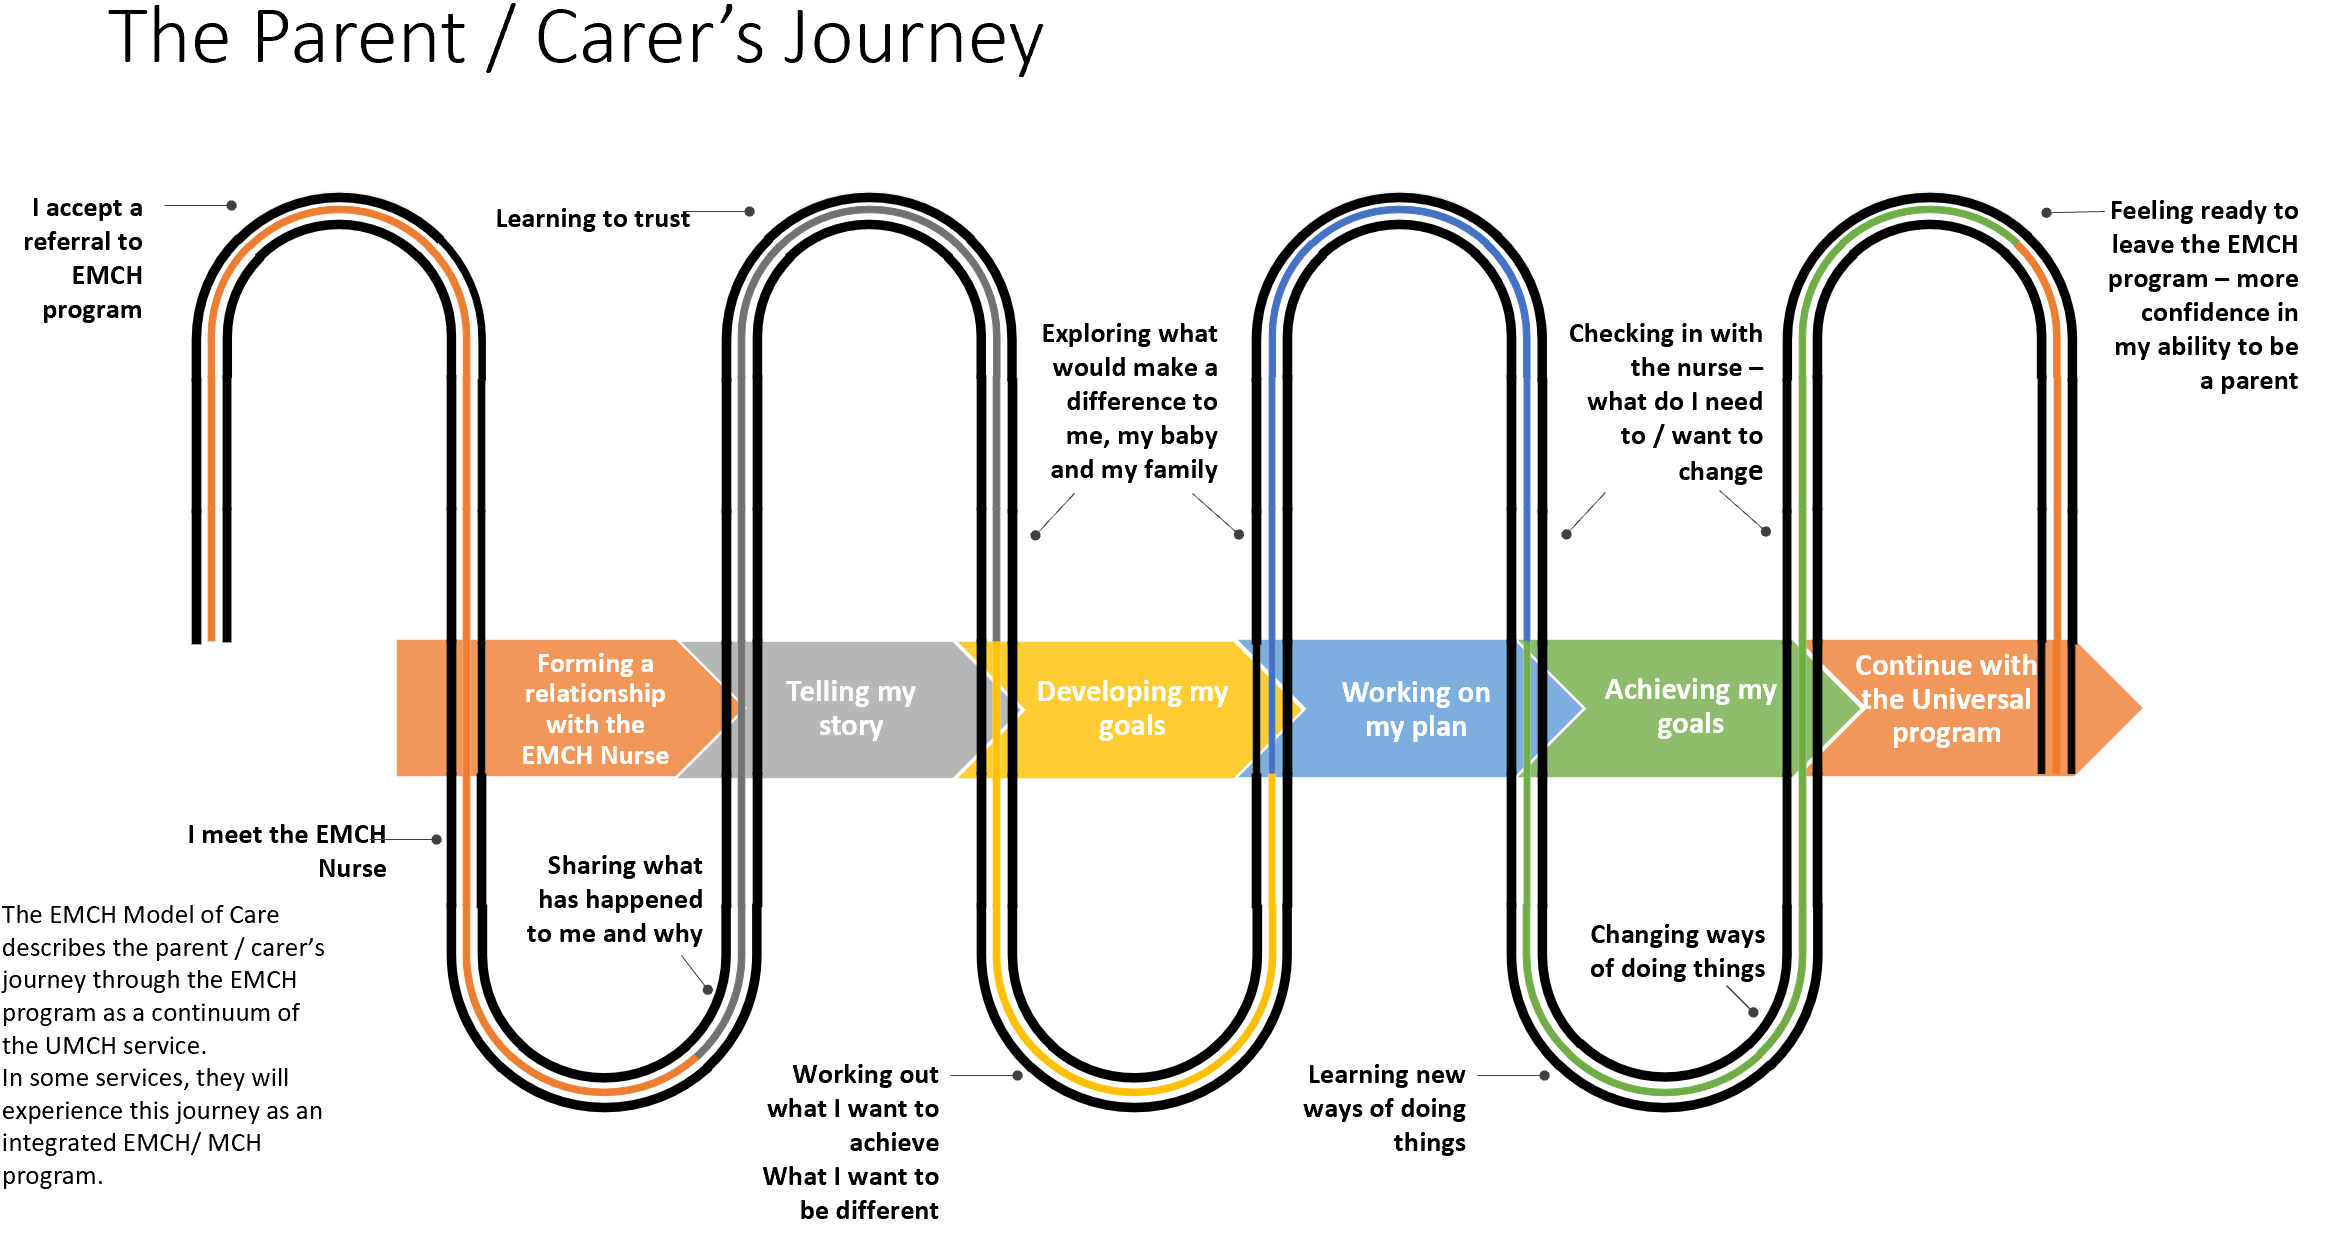 The Parent / Carer’s Journey
I accept a
referral to
EMCH
program
Learning to trust
Exploring what
would make a
difference to
me, my baby
and my family
Checking in with
the nurse –
what do I need
to / want to
change
Feeling ready to
leave the EMCH
program – more
confidence in
my ability to be
a parent
Forming a
relationship
with the
EMCH Nurse
Telling my
story
Developing my
goals
Working on
my plan
Achieving my
goals
Continue with
the Universal
program
I meet the EMCH
Nurse
Sharing what
has happened
to me and why
Working out
what I want to
achieve
What I want to
be different
Learning new
ways of doing
things
Changing ways
of doing things
The EMCH Model of Care
describes the parent / carer’s
journey through the EMCH
program as a continuum of
the UMCH service.
In some services, they will
experience this journey as an
integrated EMCH/ MCH
program.